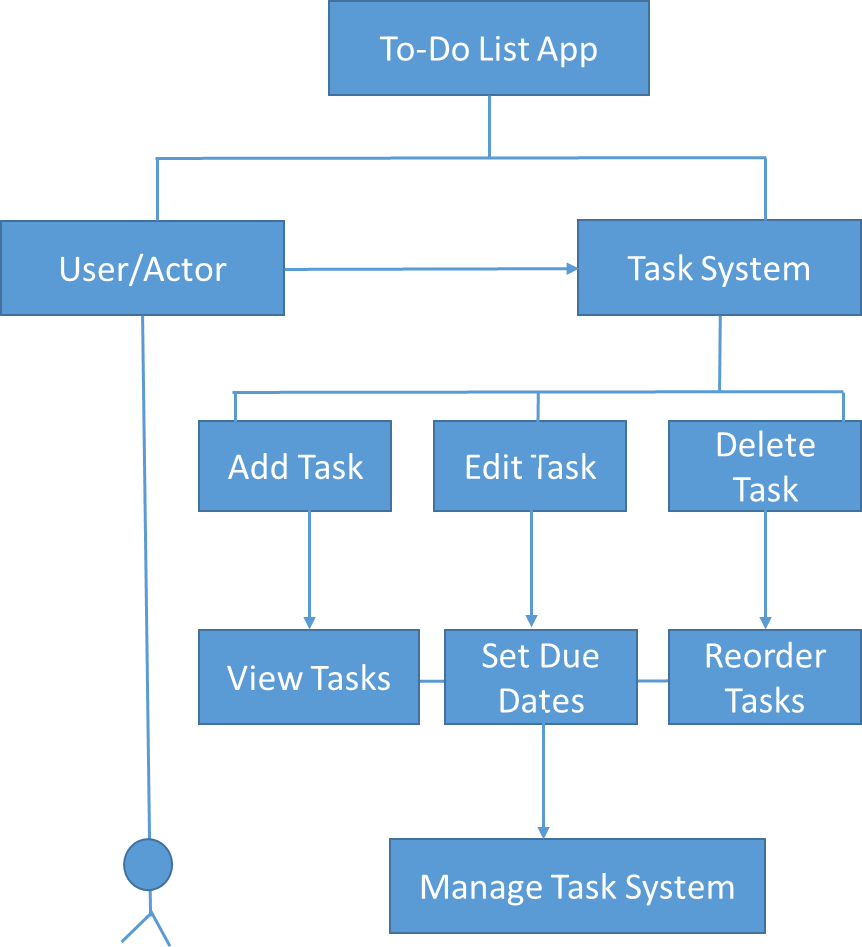 To-Do List App
User/Actor
Task System
Add Task
Edit Task
Delete
Task
View Tasks
Set Due
Dates
Reorder
Tasks
Manage Task System